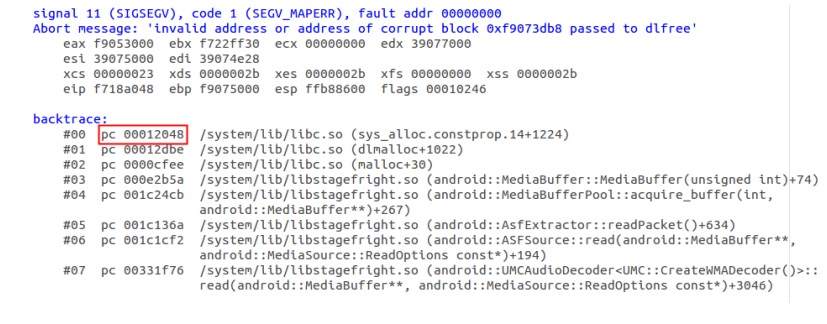 signal 11 (SIGSEGV), code 1 (SEGV_MAPERR), fault addr 00000000
Abort message: 'invalid address or address of corrupt block 0xf9073db8 passed to dlfree'
eax f9053000 ebx f722ff30 ecx 00000000 edx 39077000
esi 39075000 edi 39074e28
xcs 00000023 xds 0000002b xes 0000002b xfs 00000000 xss 0000002b
eip f718a048 ebp f9075000 esp ffb88600 flags 00010246
backtrace:
#00 pc 00012048 /system/lib/libc.so (sys_alloc.constprop.14+1224)
#01 pc 00012dbe /system/lib/libc.so (dlmalloc+1022)
#02 pc 0000cfee /system/lib/libc.so (malloc+30)
#03 pc 000e2b5a /system/lib/libstagefright.so (android::MediaBuffer::MediaBuffer(unsigned int)+74)
#04 pc 001c24cb /system/lib/libstagefright.so (android::MediaBufferPool::acquire_buffer(int,
android::MediaBuffer**)+267)
#05 pc 001c136a /system/lib/libstagefright.so (android::AsfExtractor::readPacket()+634)
#06 pc 001c1cf2 /system/lib/libstagefright.so (android::ASFSource::read(android::MediaBuffer**,
android::MediaSource::ReadOptions const*)+194)
#07 pc 00331f76 /system/lib/libstagefright.so (android::UMCAudioDecoder<UMC::CreateWMADecoder()>::
read(android::MediaBuffer**, android::MediaSource::ReadOptions const*)+3046)